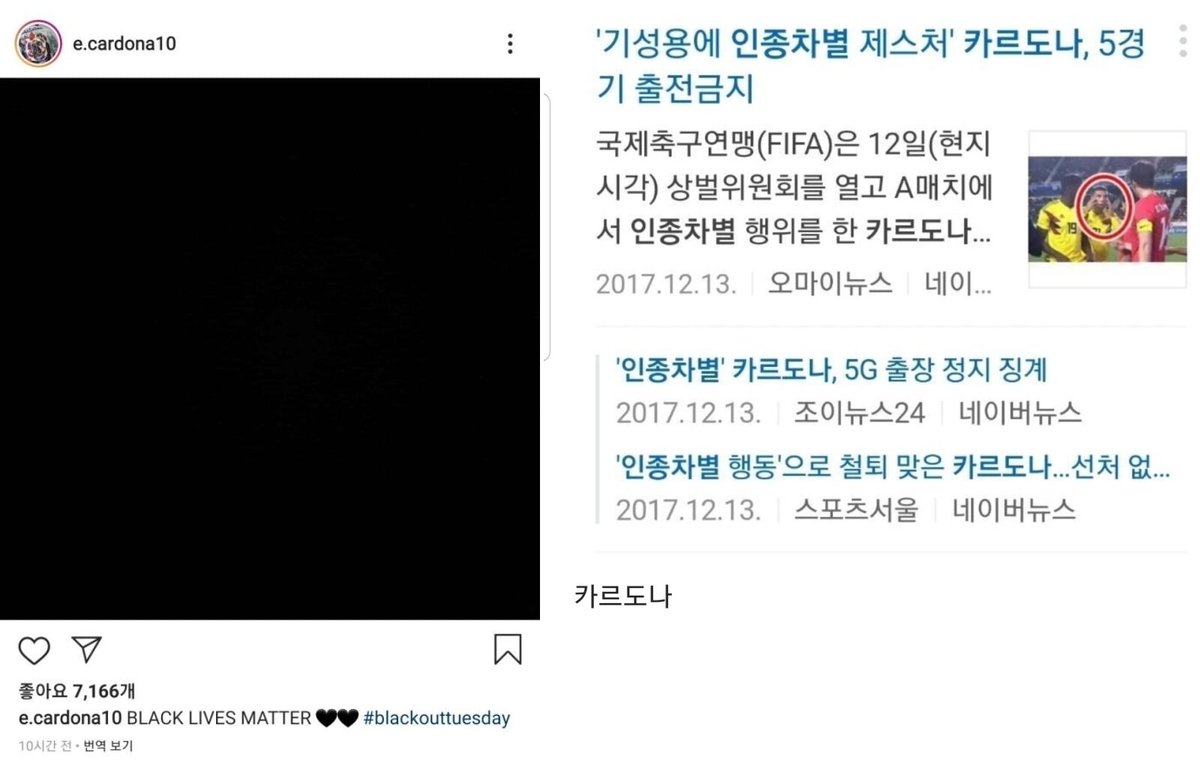 e.cardona10
좋아요 7,166개
e.cardona10 BLACK LIVES MATTER 🖤🖤 #blackouttuesday
10시간 전 • 번역 보기
'기성용에 인종차별 제스처' 카르도나, 5경
기 출전금지
국제축구연맹(FIFA)은 12일(현지
시각) 상벌위원회를 열고 A매치에
서 인종차별 행위를 한 카르도나...
2017.12.13. 오마이뉴스 네이...
'인종차별' 카르도나, 5G 출장 정지 징계
2017.12.13. 조이뉴스24 네이버뉴스
'인종차별 행동'으로 철퇴 맞은 카르도나...선처 없...
2017.12.13. 스포츠서울 네이버뉴스
카르도나